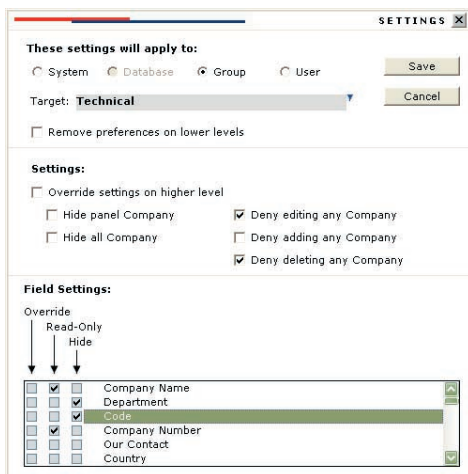 SETTINGS X
These settings will apply to:
System Database Group User
Save
Target: Technical
Cancel
Remove preferences on lower levels
Settings:
Override settings on higher level
Hide panel Company Deny editing any Company
Hide all Company Deny adding any Company
Deny deleting any Company
Field Settings:
Override
Read-Only
Hide
Company Name
Department
Code
Company Number
Our Contact
Country